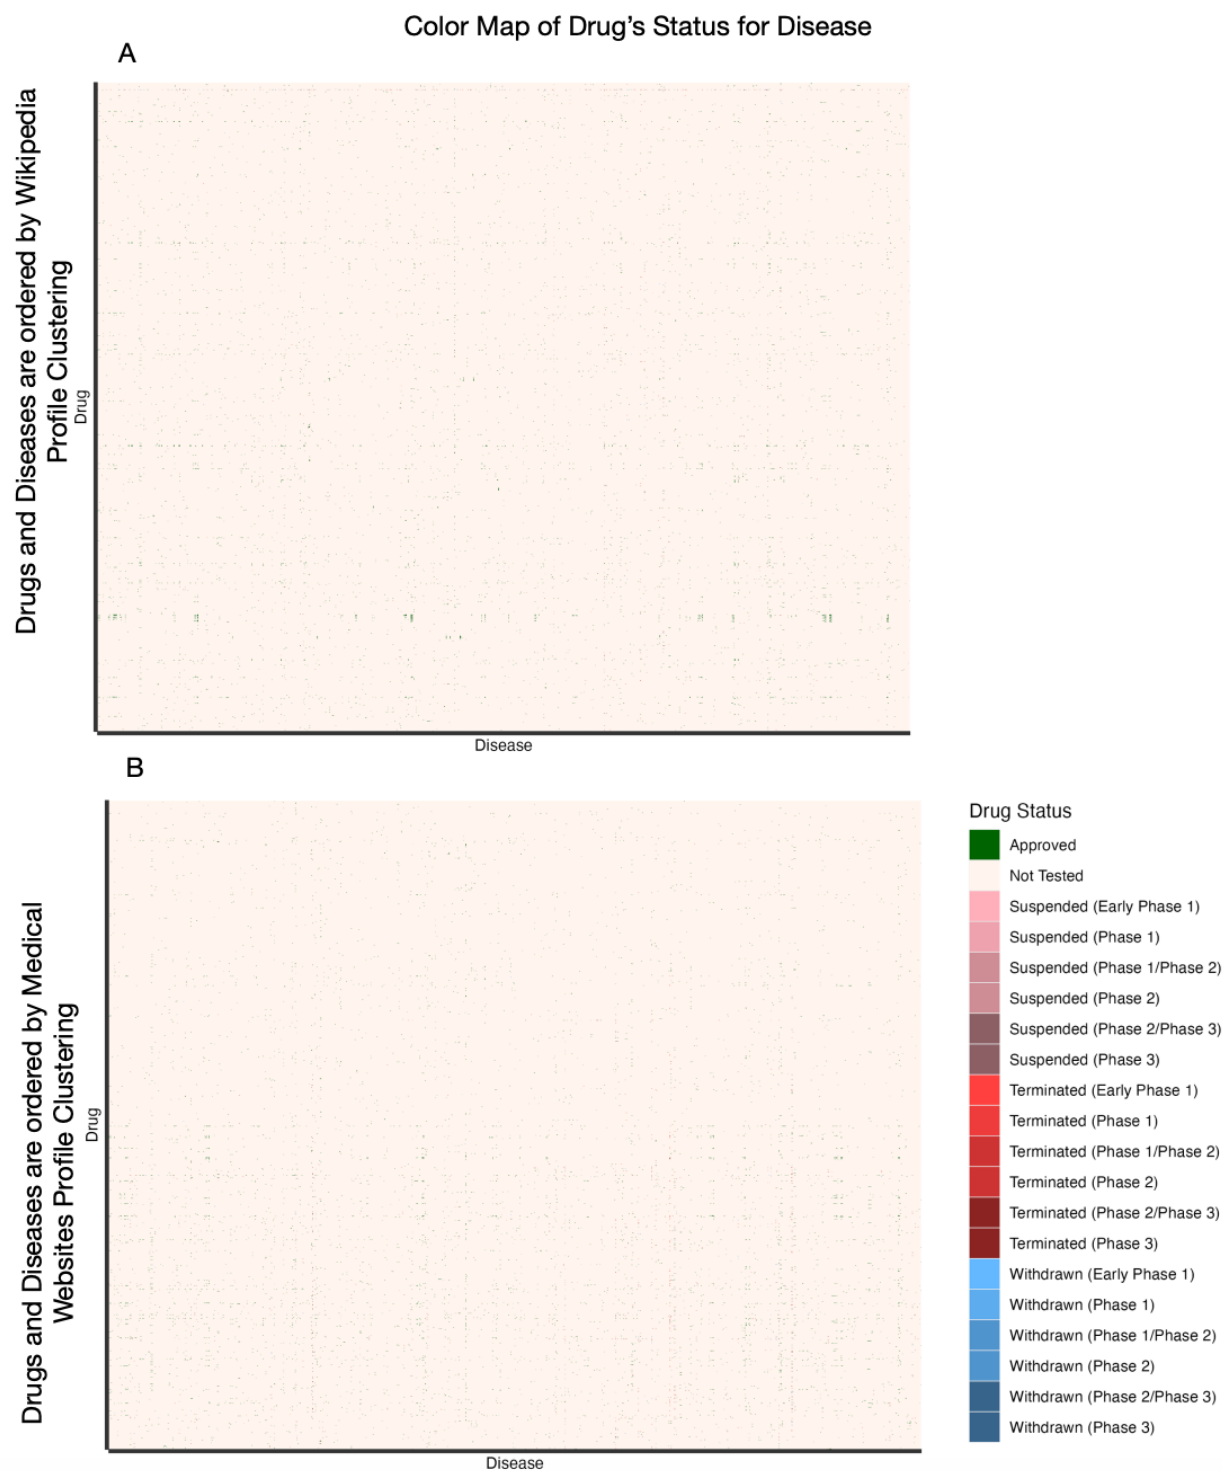 Color Map of Drug's Status for Disease
A
Drugs and Diseases are ordered by Wikipedia
Profile Clustering
Drug
Disease
B
Drugs and Diseases are ordered by Medical
Websites Profile Clustering
Drug
Disease
Drug Status
Approved
Not Tested
Suspended (Early Phase 1)
Suspended (Phase 1)
Suspended (Phase 1/Phase 2)
Suspended (Phase 2)
Suspended (Phase 2/Phase 3)
Suspended (Phase 3)
Terminated (Early Phase 1)
Terminated (Phase 1)
Terminated (Phase 1/Phase 2)
Terminated (Phase 2)
Terminated (Phase 2/Phase 3)
Terminated (Phase 3)
Withdrawn (Early Phase 1)
Withdrawn (Phase 1)
Withdrawn (Phase 1/Phase 2)
Withdrawn (Phase 2)
Withdrawn (Phase 2/Phase 3)
Withdrawn (Phase 3)